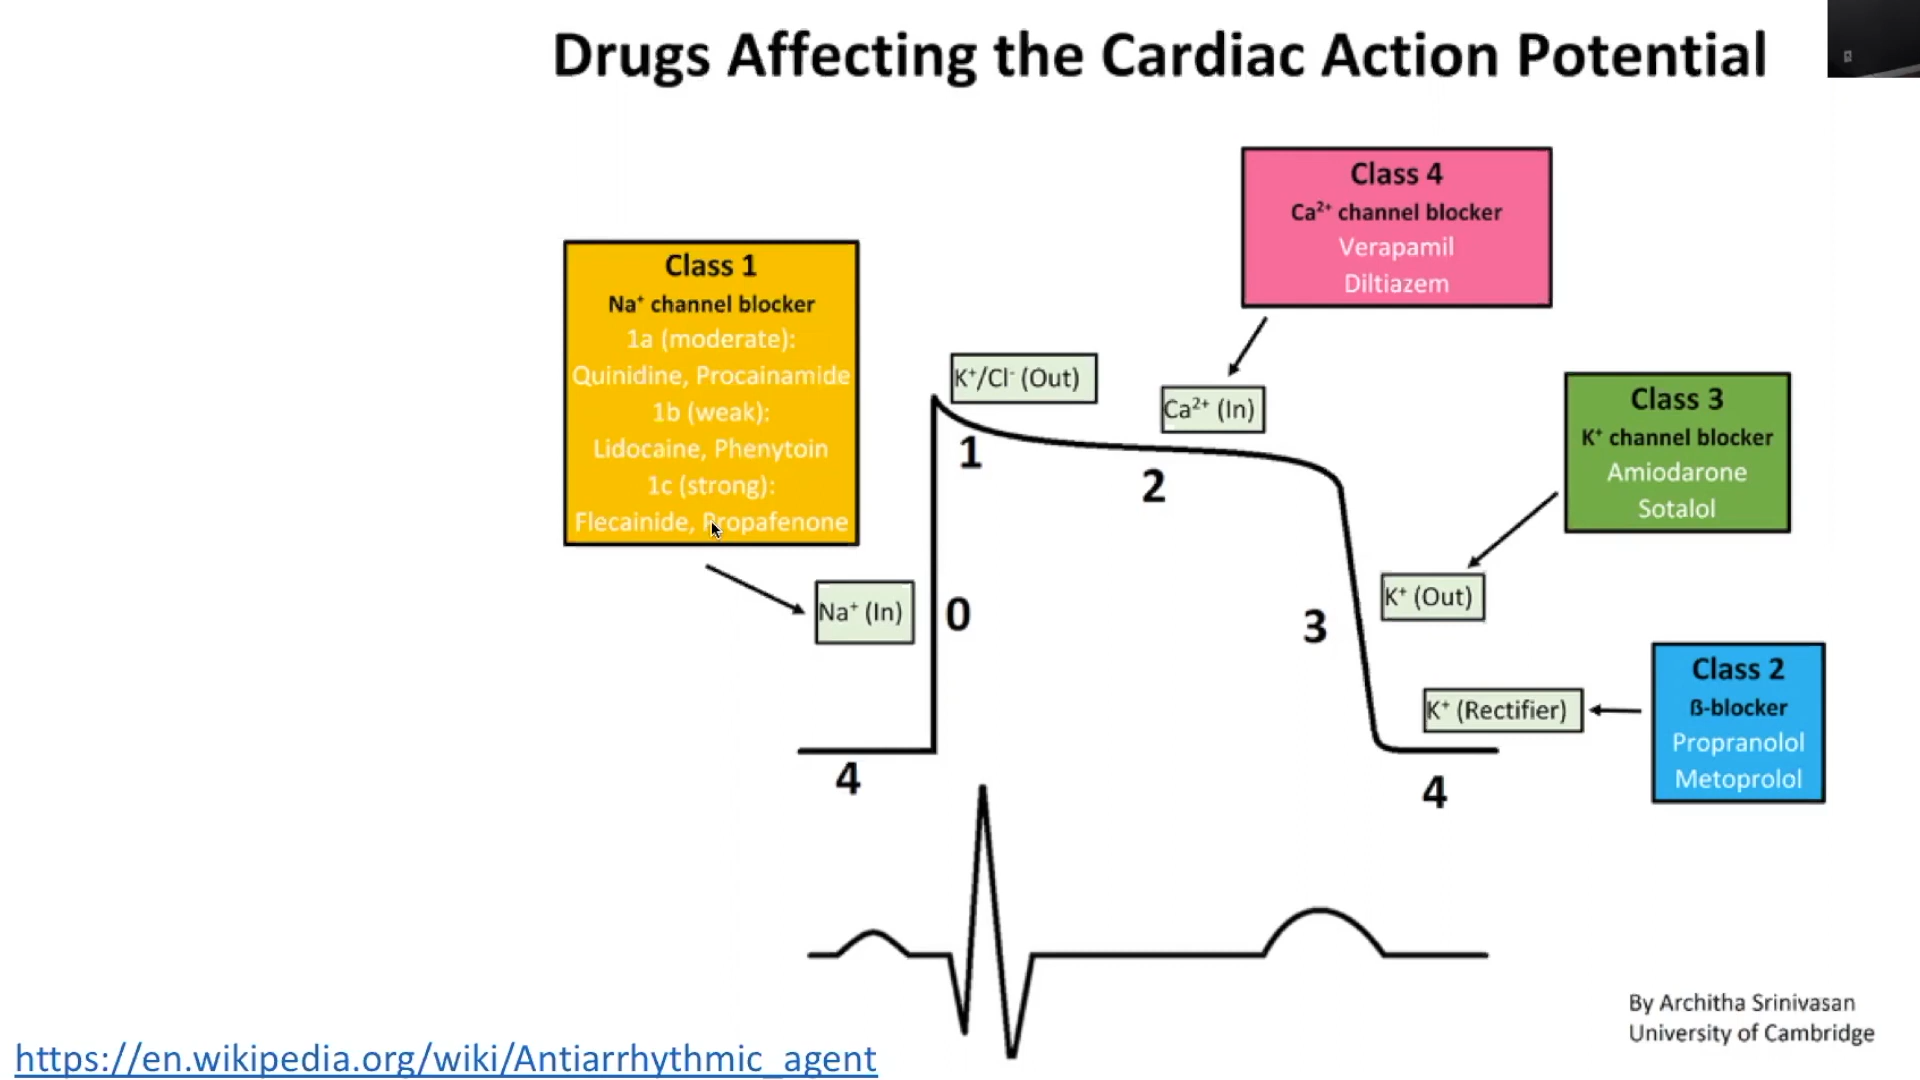 Drugs Affecting the Cardiac Action Potential
Class 4
Ca²⁺ channel blocker
Verapamil
Diltiazem
Class 1
Na⁺ channel blocker
1a (moderate):
Quinidine, Procainamide
1b (weak):
Lidocaine, Phenytoin
1c (strong):
Flecainide, Propafenone
K⁺/Cl⁻ (Out)
Ca²⁺ (In)
Class 3
K⁺ channel blocker
Amiodarone
Sotalol
1
2
Na⁺ (In)
0
3
K⁺ (Out)
Class 2
ß-blocker
Propranolol
Metoprolol
K⁺ (Rectifier)
4
4
By Architha Srinivasan
University of Cambridge
https://en.wikipedia.org/wiki/Antiarrhythmic_agent